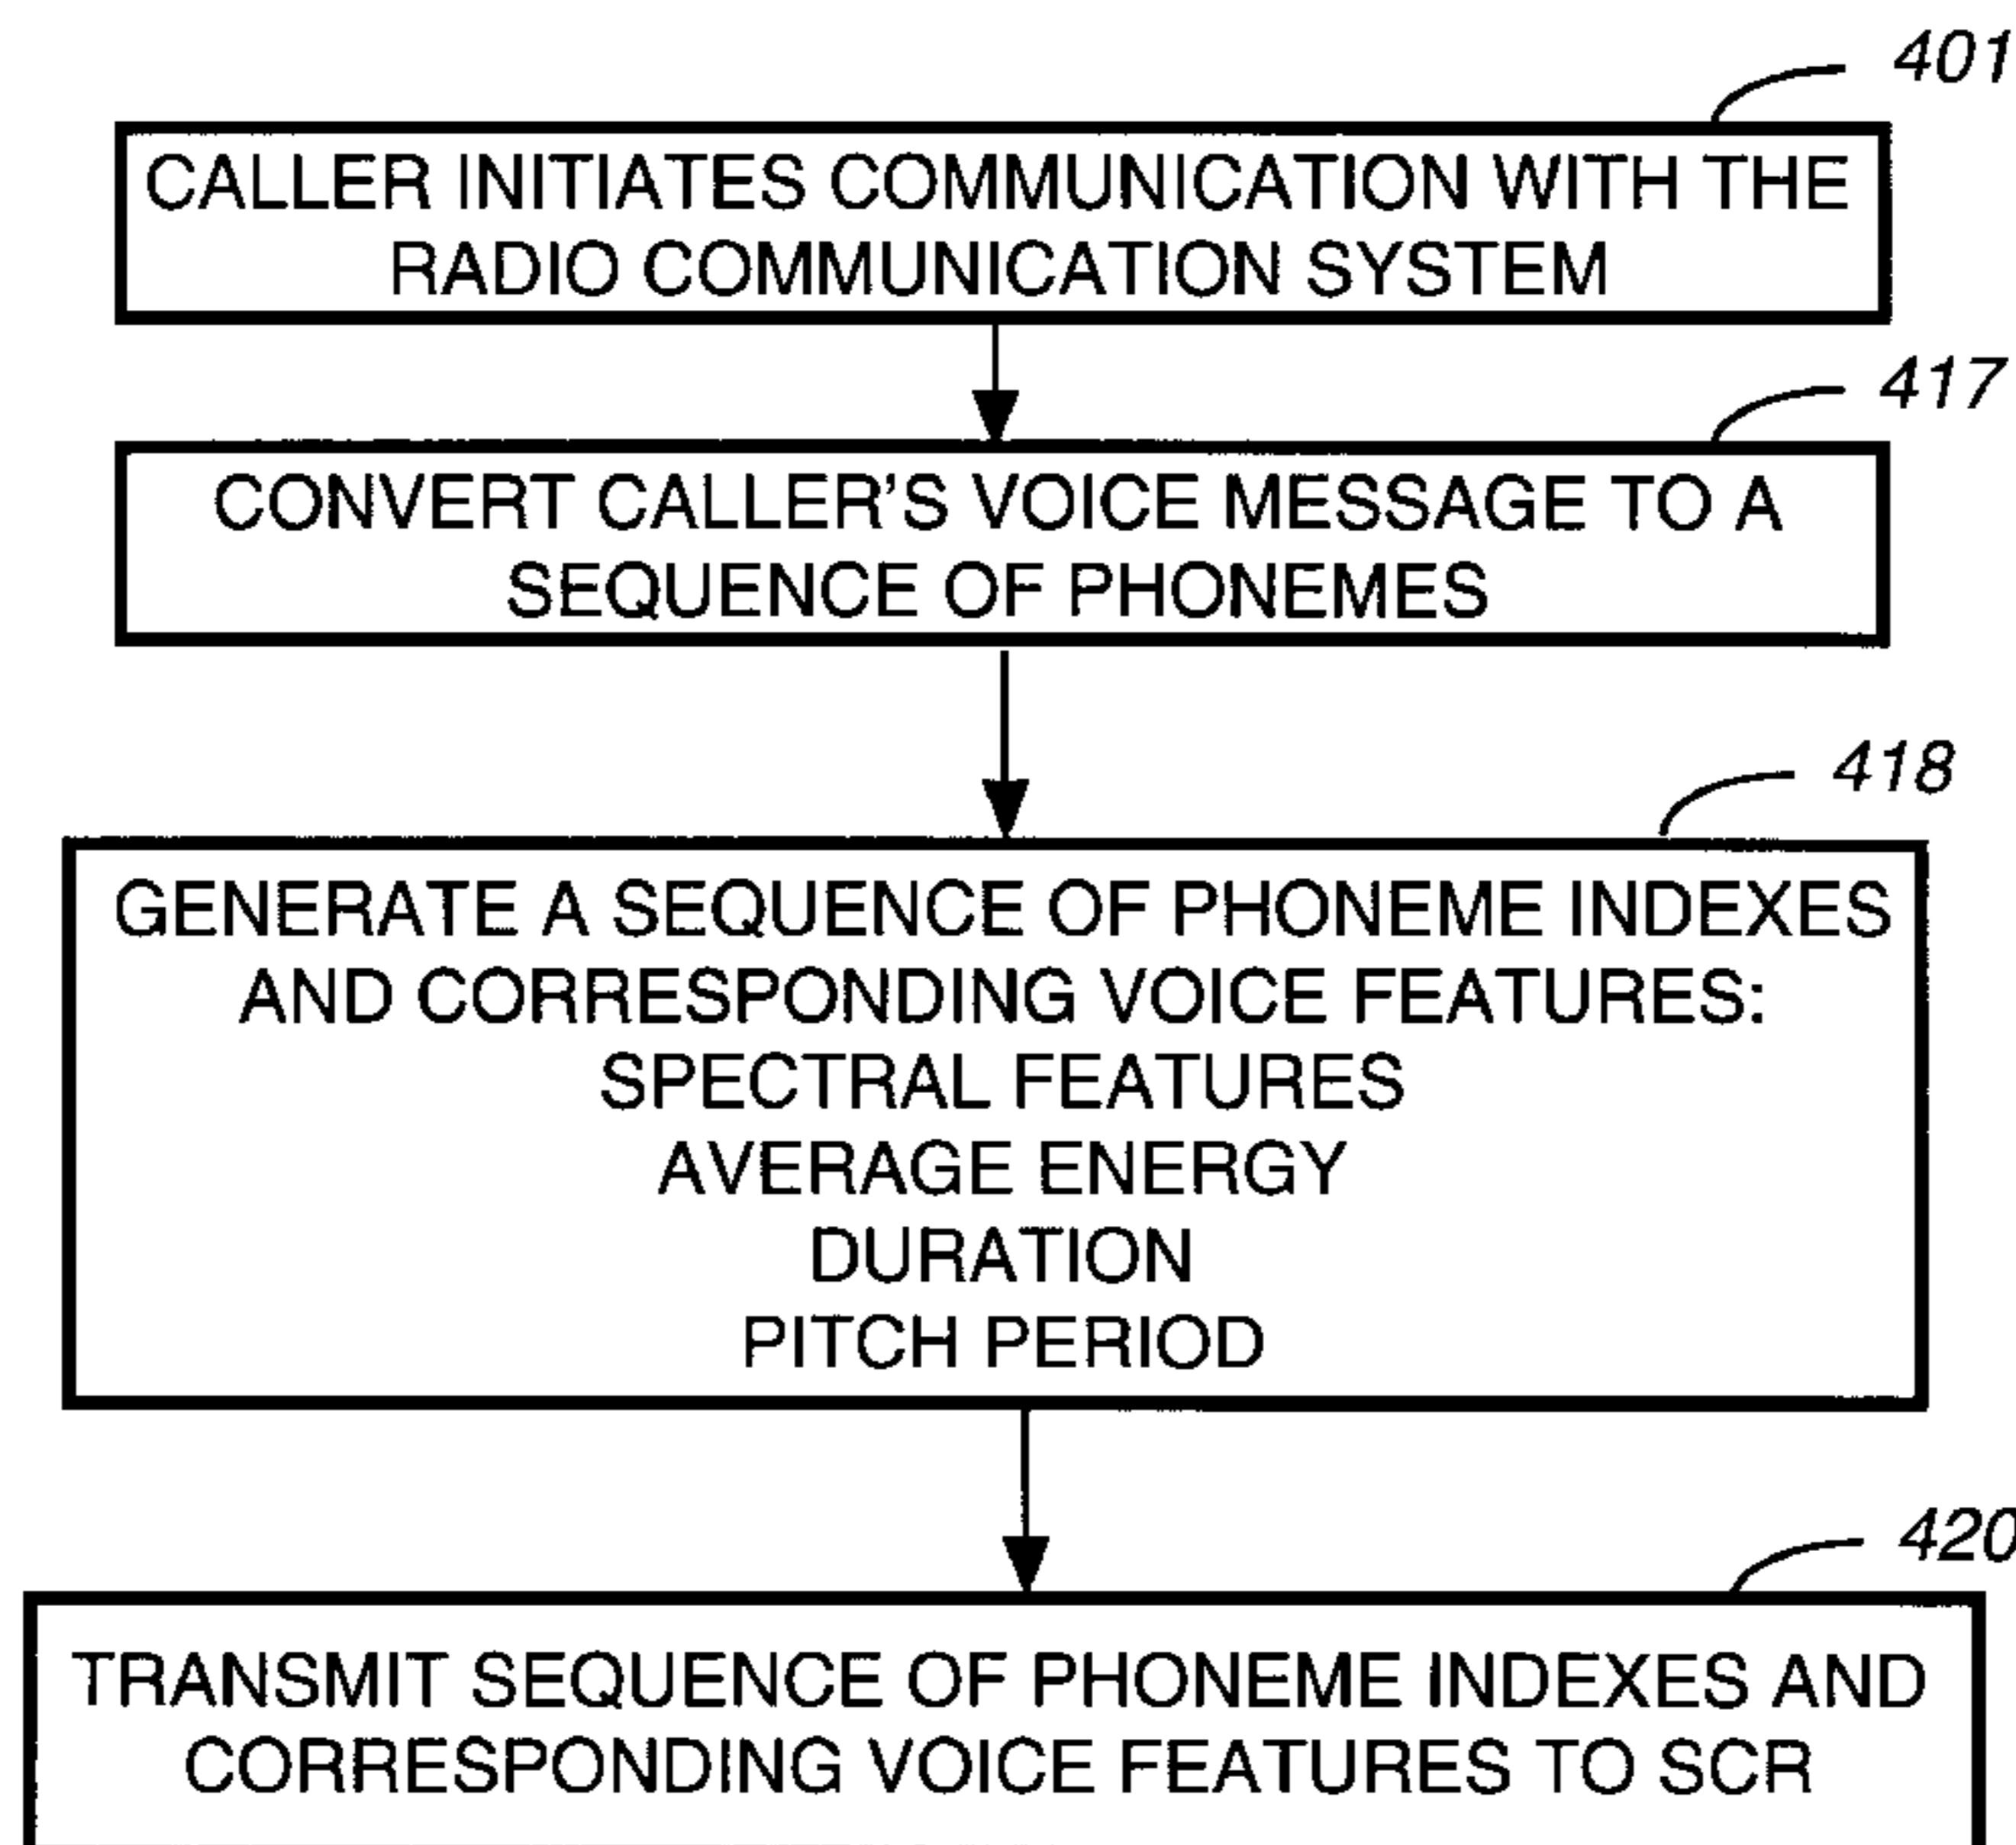 401
CALLER INITIATES COMMUNICATION WITH THE
RADIO COMMUNICATION SYSTEM
417
CONVERT CALLER'S VOICE MESSAGE TO A
SEQUENCE OF PHONEMES
418
GENERATE A SEQUENCE OF PHONEME INDEXES
AND CORRESPONDING VOICE FEATURES:
SPECTRAL FEATURES
AVERAGE ENERGY
DURATION
PITCH PERIOD
420
TRANSMIT SEQUENCE OF PHONEME INDEXES AND
CORRESPONDING VOICE FEATURES TO SCR